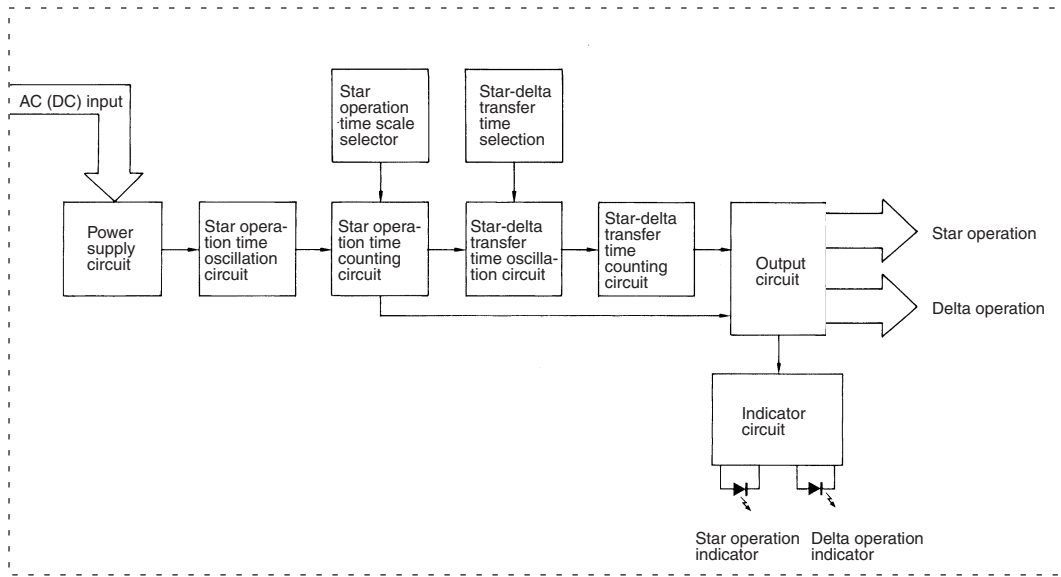 AC (DC) input
Star
operation
time scale
selector
Star-delta
transfer
time
selection
Power
supply
circuit
Star opera-
tion time
oscillation
circuit
Star opera-
tion time
counting
circuit
Star-delta
transfer
time oscilla-
tion circuit
Star-delta
transfer
time
counting
circuit
Output
circuit
Star operation
Delta operation
Indicator
circuit
Star operation
indicator
Delta operation
indicator